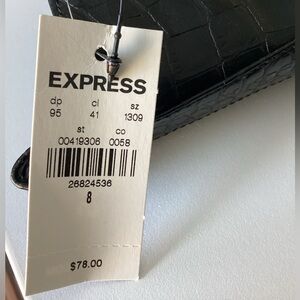 EXPRESS
dp cl sz
95 41 1309
st co
00419306 0058
26824536
8
$78.00